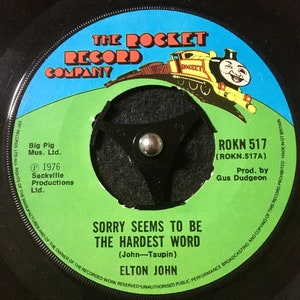 THE ROCKET
RECORD
COMPANY
Big Pig
Mus. Ltd.
℗ 1976
Sackville
Productions
Ltd.
ROKN 517
(ROKN.517A)
Prod. by
Gus Dudgeon
SORRY SEEMS TO BE
THE HARDEST WORD
(John—Taupin)
ELTON JOHN